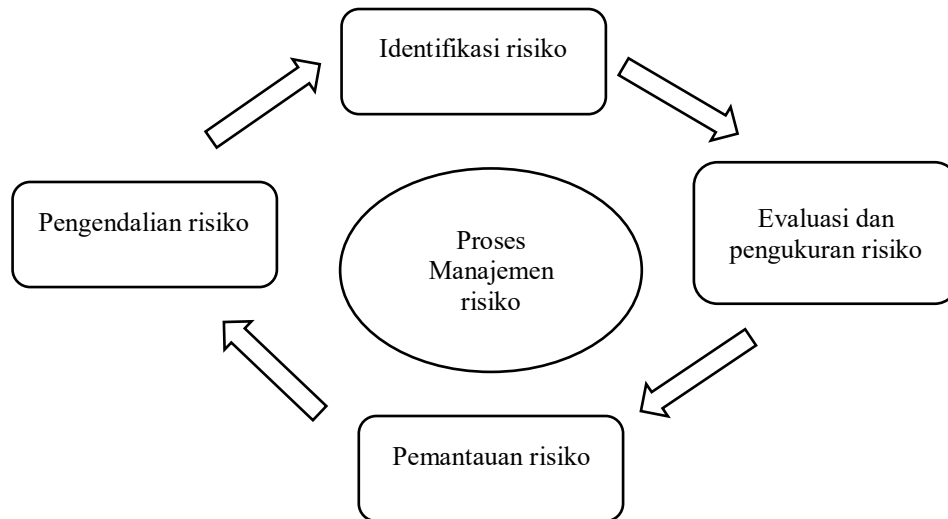 Identifikasi risiko
Pengendalian risiko
Evaluasi dan
pengukuran risiko
Proses
Manajemen
risiko
Pemantauan risiko